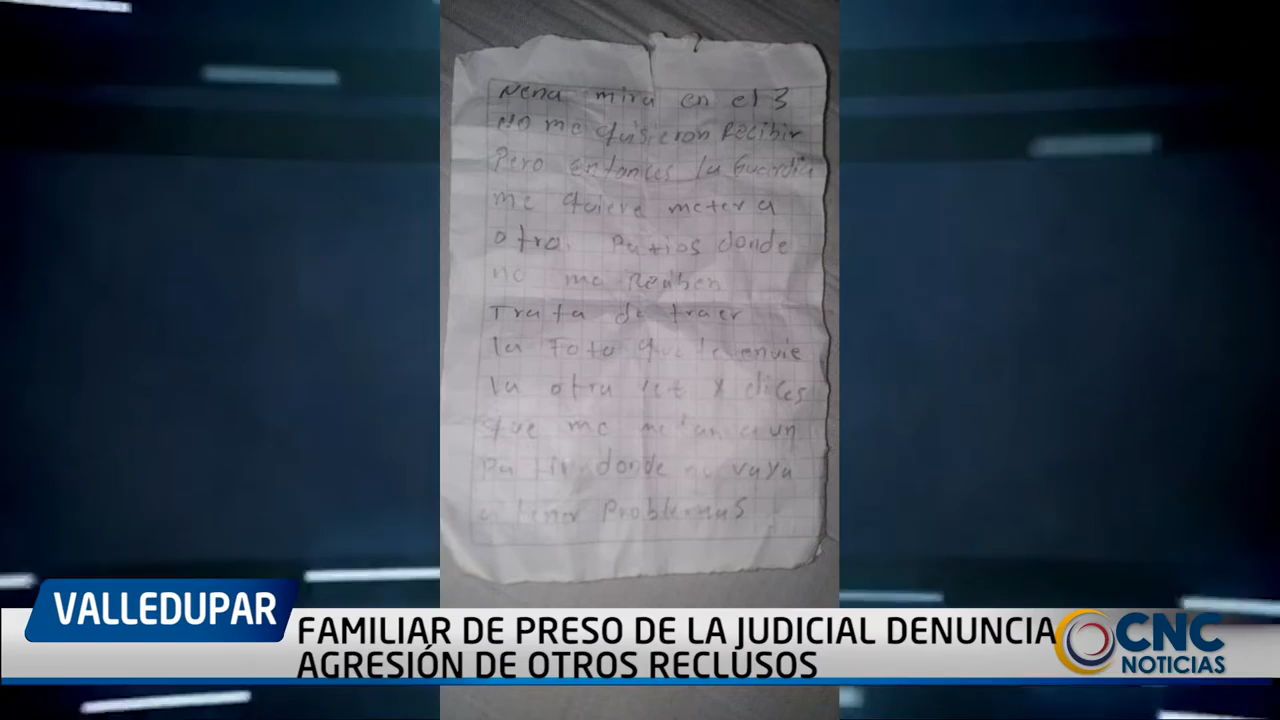 Nena mira en el 3
No me quisieron Recibir
Pero entonces la Guardia
me quiere meter a
otro. Patios donde
no me Reciben
Trata de traer
la Foto que te envie
la otra vez y dices
que me metan a un
Patio donde no vaya
a tener Problemas
VALLEDUPAR
FAMILIAR DE PRESO DE LA JUDICIAL DENUNCIA
AGRESIÓN DE OTROS RECLUSOS
CNC
NOTICIAS